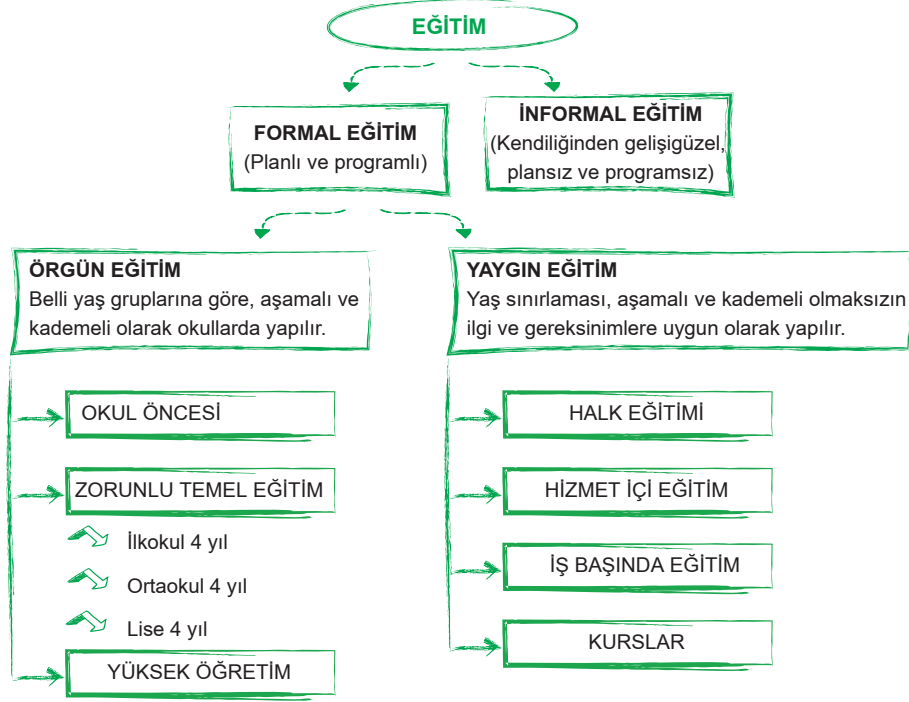 EĞİTİM
FORMAL EĞİTİM
(Planlı ve programlı)
İNFORMAL EĞİTİM
(Kendiliğinden gelişigüzel,
plansız ve programsız)
ÖRGÜN EĞİTİM
Belli yaş gruplarına göre, aşamalı ve
kademeli olarak okullarda yapılır.
OKUL ÖNCESİ
ZORUNLU TEMEL EĞİTİM
İlkokul 4 yıl
Ortaokul 4 yıl
Lise 4 yıl
YÜKSEK ÖĞRETİM
YAYGIN EĞİTİM
Yaş sınırlaması, aşamalı ve kademeli olmaksızın
ilgi ve gereksinimlere uygun olarak yapılır.
HALK EĞİTİMİ
HİZMET İÇİ EĞİTİM
İŞ BAŞINDA EĞİTİM
KURSLAR